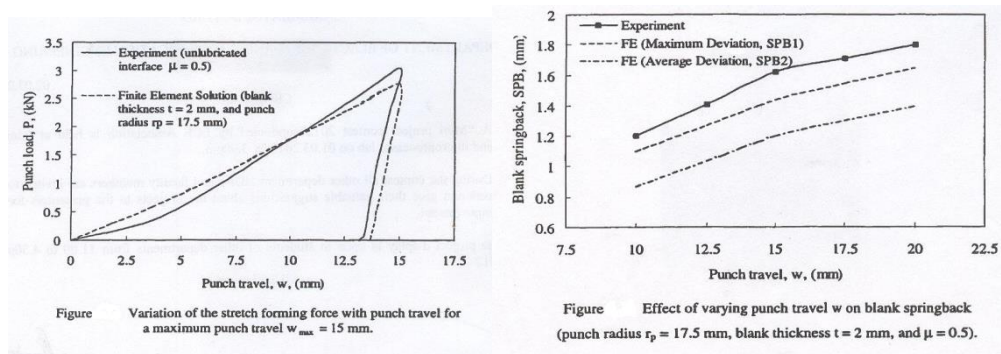 3.5
3
2.5
2
1.5
1
0.5
0
Punch load, P, (kN)
Experiment (unlubricated
interface μ = 0.5)
Finite Element Solution (blank
thickness t = 2 mm, and punch
radius rp = 17.5 mm)
0 2.5 5 7.5 10 12.5 15 17.5
Punch travel, w, (mm)
Figure Variation of the stretch forming force with punch travel for
a maximum punch travel wmax = 15 mm.
2
1.8
1.6
1.4
1.2
1
0.8
0.6
Blank springback, SPB, (mm)
Experiment
FE (Maximum Deviation, SPB1)
FE (Average Deviation, SPB2)
7.5 10 12.5 15 17.5 20 22.5
Punch travel, w, (mm)
Figure Effect of varying punch travel w on blank springback
(punch radius rp = 17.5 mm, blank thickness t = 2 mm, and μ = 0.5).